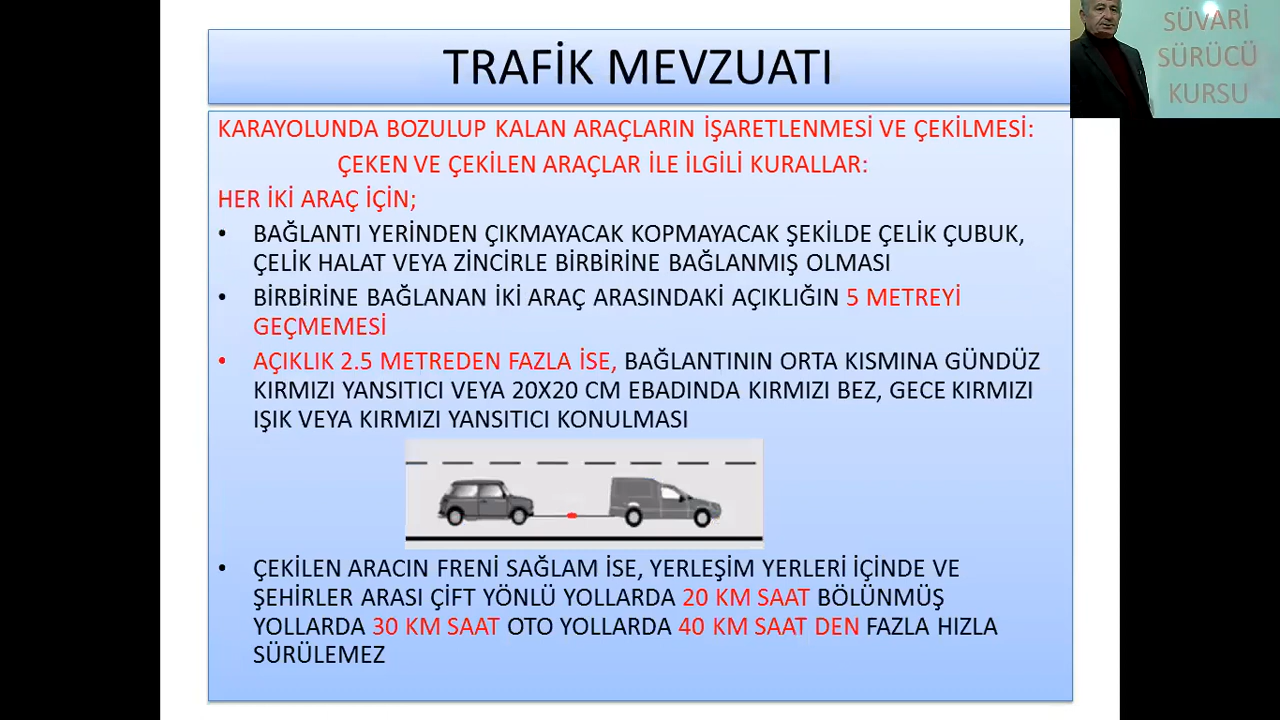 TRAFİK MEVZUATI
SÜVARİ
SÜRÜCÜ
KURSU
KARAYOLUNDA BOZULUP KALAN ARAÇLARIN İŞARETLENMESİ VE ÇEKİLMESİ:
ÇEKEN VE ÇEKİLEN ARAÇLAR İLE İLGİLİ KURALLAR:
HER İKİ ARAÇ İÇİN;
• BAĞLANTI YERİNDEN ÇIKMAYACAK KOPMAYACAK ŞEKİLDE ÇELİK ÇUBUK,
ÇELİK HALAT VEYA ZİNCİRLE BİRBİRİNE BAĞLANMIŞ OLMASI
• BİRBİRİNE BAĞLANAN İKİ ARAÇ ARASINDAKİ AÇIKLIĞIN 5 METREYİ
GEÇMEMESİ
• AÇIKLIK 2.5 METREDEN FAZLA İSE, BAĞLANTININ ORTA KISMINA GÜNDÜZ
KIRMIZI YANSITICI VEYA 20X20 CM EBADINDA KIRMIZI BEZ, GECE KIRMIZI
IŞIK VEYA KIRMIZI YANSITICI KONULMASI
• ÇEKİLEN ARACIN FRENİ SAĞLAM İSE, YERLEŞİM YERLERİ İÇİNDE VE
ŞEHİRLER ARASI ÇİFT YÖNLÜ YOLLARDA 20 KM SAAT BÖLÜNMÜŞ
YOLLARDA 30 KM SAAT OTO YOLLARDA 40 KM SAAT DEN FAZLA HIZLA
SÜRÜLEMEZ